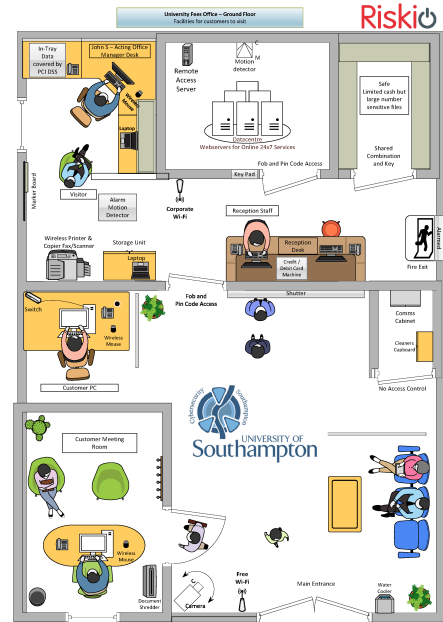 University Fees Office – Ground Floor
Facilities for customers to visit
Riskio
In-Tray
Data
covered by
PCI DSS
John S – Acting Office
Manager Desk
Wireless
Mouse
Laptop
Visitor
Marker Board
Alarm
Motion
Detector
Remote
Access
Server
C
M
Motion
detector
Datacentre
Webservers for Online 24x7 Services
Fob and Pin Code Access
Key Pad
Safe
Limited cash but
large number
sensitive files
Shared
Combination
and Key
Corporate
Wi-Fi
Reception Staff
Reception
Desk
Credit /
Debit Card
Machine
Alarmed
Fire Exit
Wireless Printer &
Copier Fax/Scanner
Storage Unit
Laptop
Fob and
Pin Code Access
Shutter
Switch
Wireless
Mouse
Customer PC
Comms
Cabinet
Cleaners
Cupboard
No Access Control
Cybersecurity
Southampton
UNIVERSITY OF
Southampton
Customer Meeting
Room
Wireless
Mouse
Document
Shredder
Camera
Free
Wi-Fi
Main Entrance
Water
Cooler